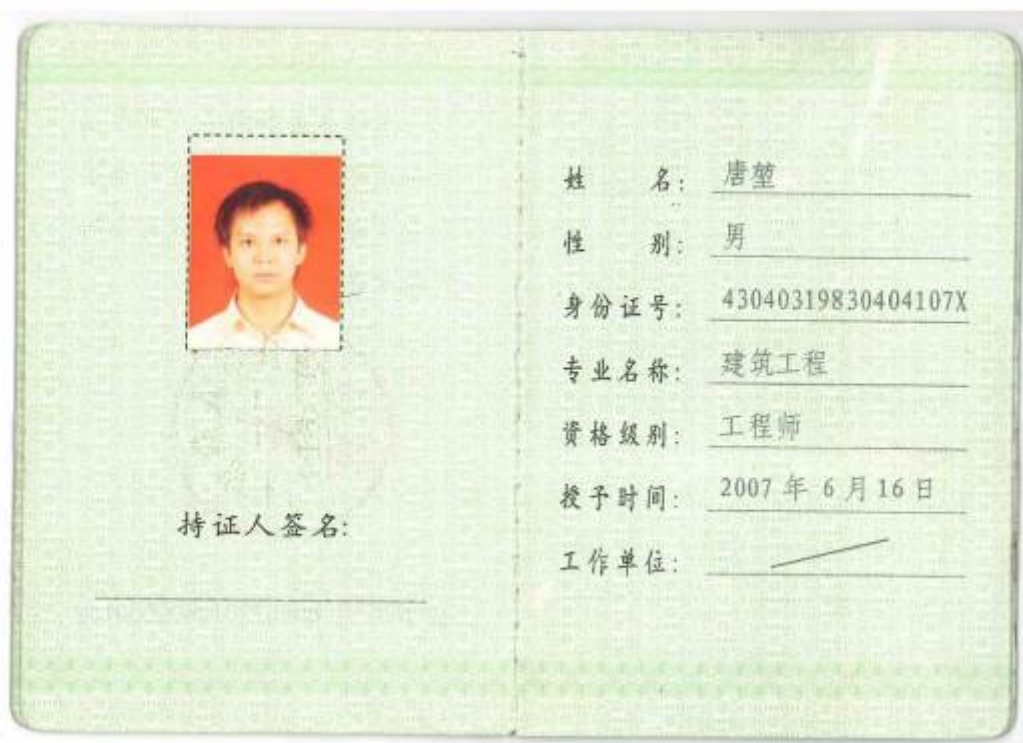 持证人签名:
姓 名: 唐堃
性 别: 男
身份证号: 43040319830404107X
专业名称: 建筑工程
资格级别: 工程师
授予时间: 2007 年 6 月 16 日
工作单位: